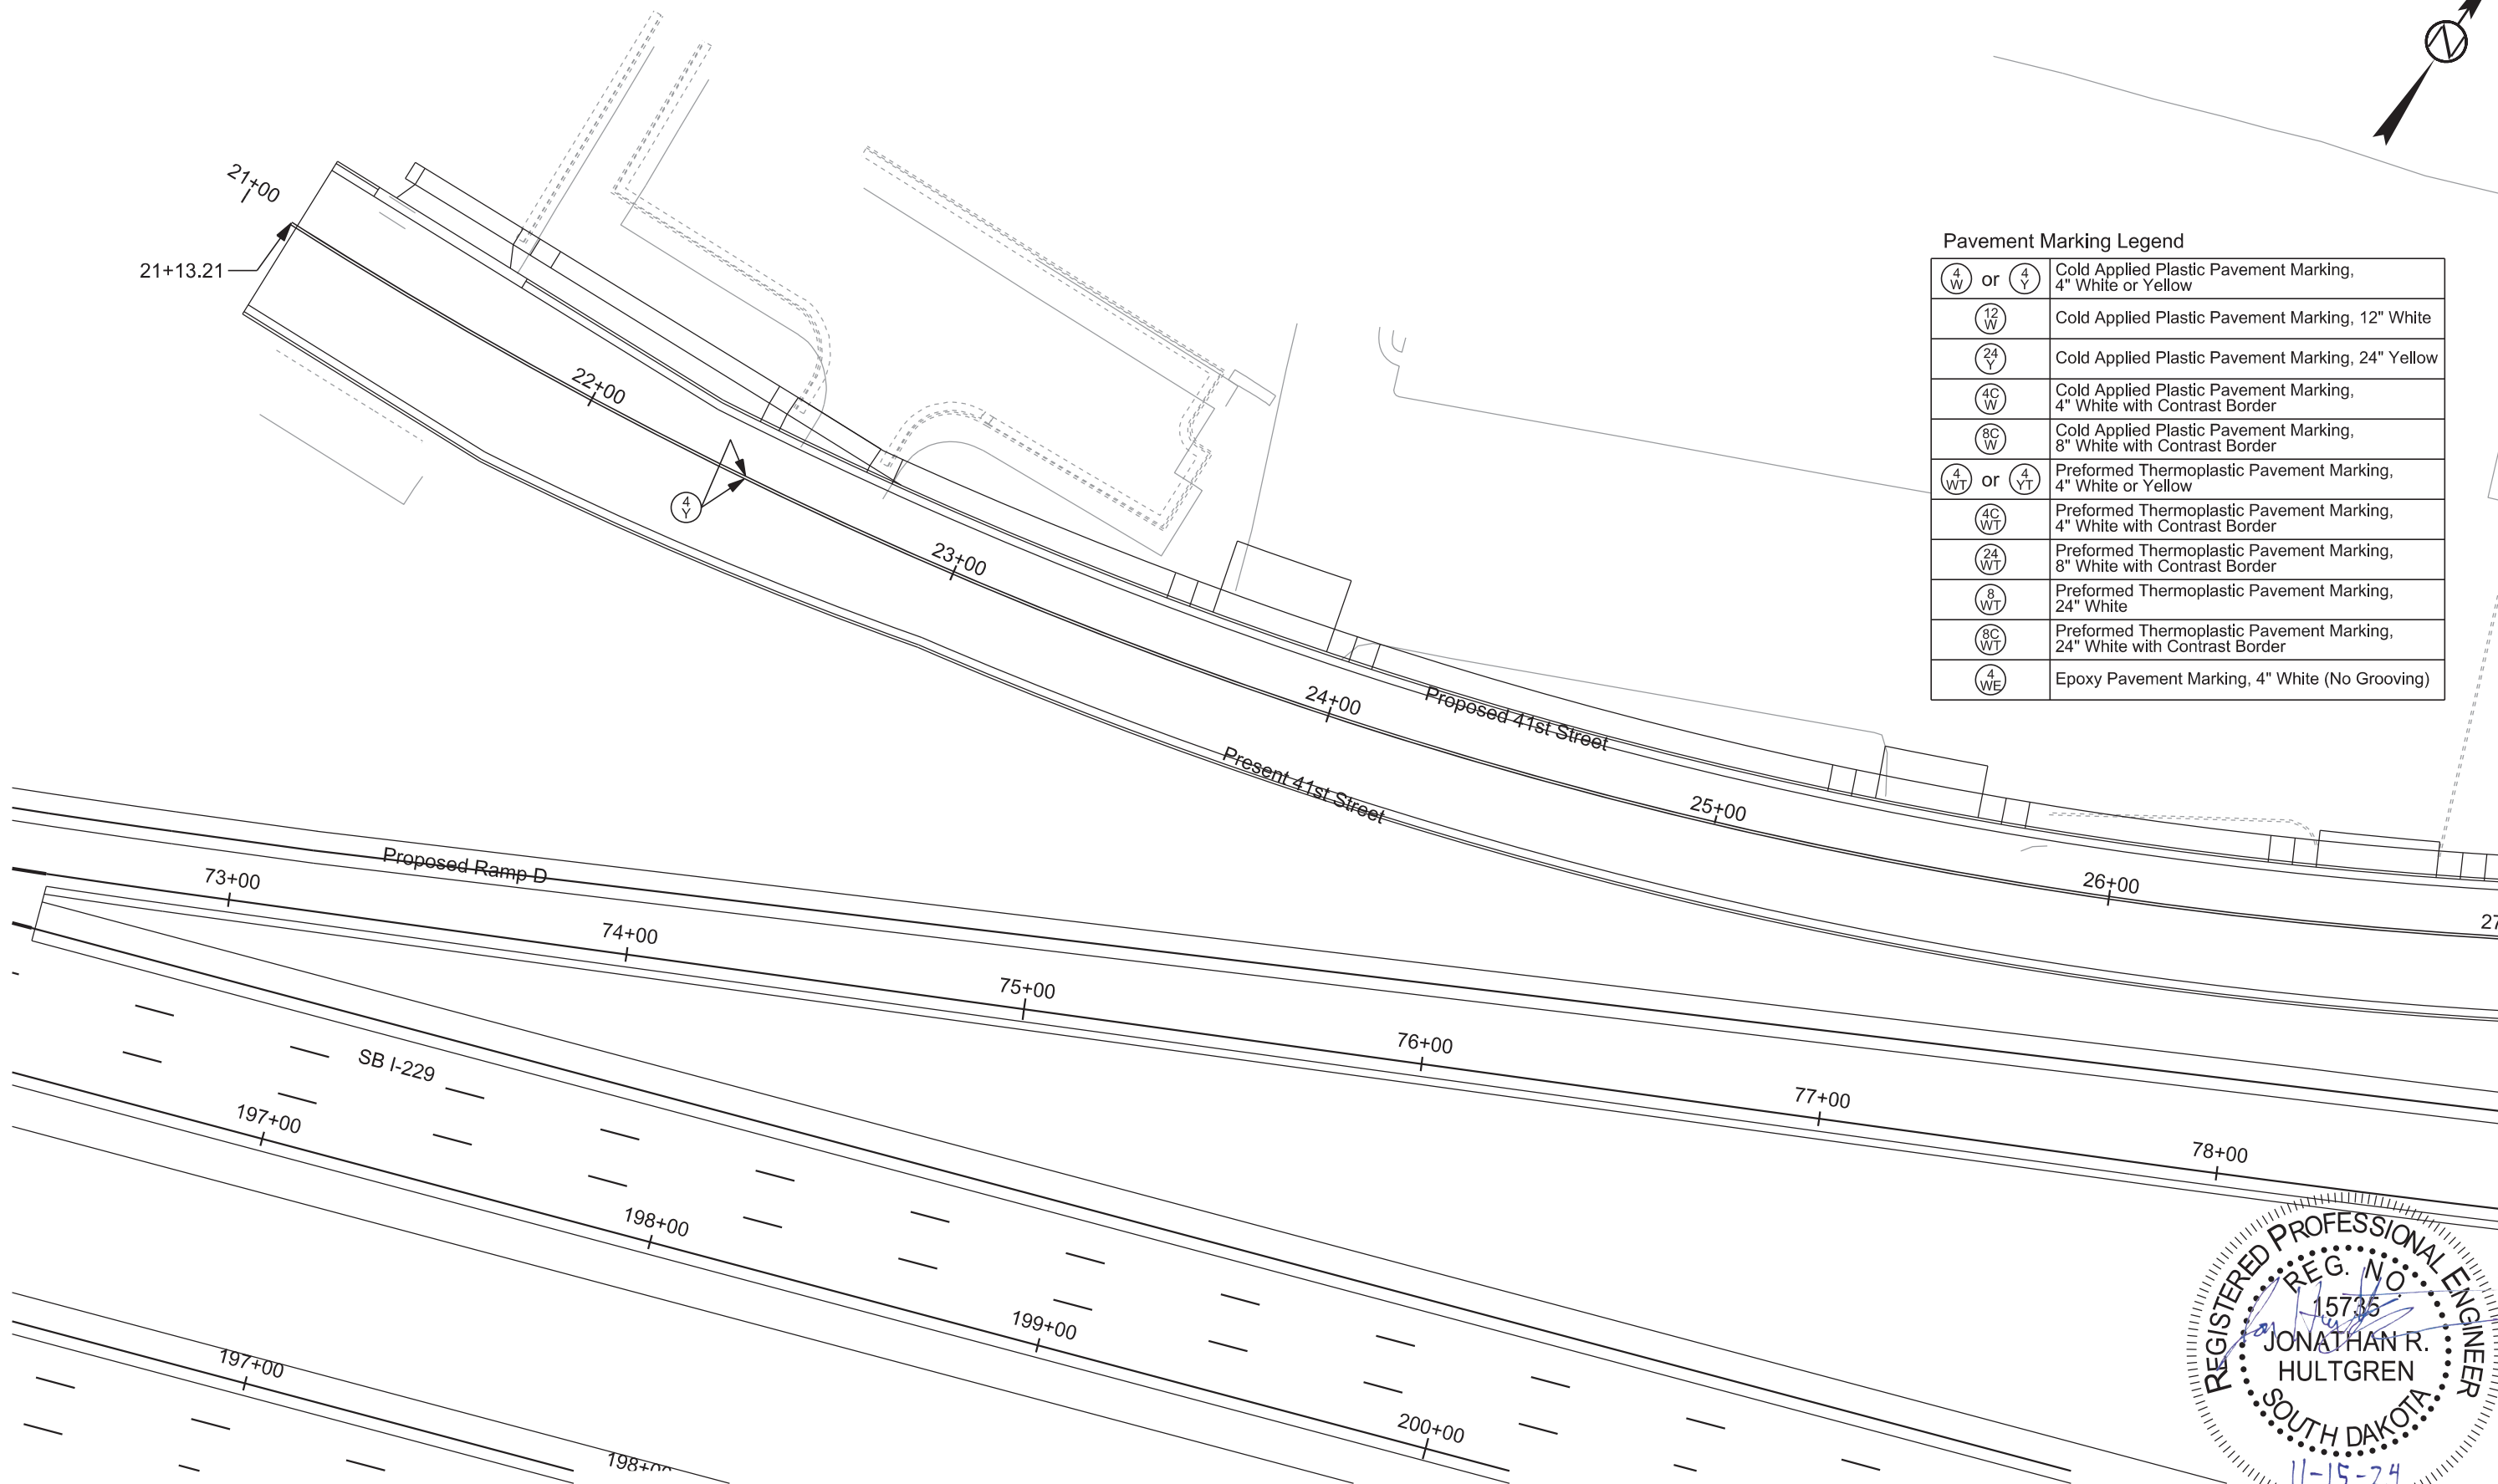 21+00
21+13.21
22+00
4
Y
23+00
24+00
25+00
26+00
27
Proposed 41st Street
Present 41st Street
Pavement Marking Legend
4 W or 4 Y Cold Applied Plastic Pavement Marking,
4" White or Yellow
12 W Cold Applied Plastic Pavement Marking, 12" White
24 Y Cold Applied Plastic Pavement Marking, 24" Yellow
4C W Cold Applied Plastic Pavement Marking,
4" White with Contrast Border
8C W Cold Applied Plastic Pavement Marking,
8" White with Contrast Border
4 WT or 4 YT Preformed Thermoplastic Pavement Marking,
4" White or Yellow
4C WT Preformed Thermoplastic Pavement Marking,
4" White with Contrast Border
24 WT Preformed Thermoplastic Pavement Marking,
8" White with Contrast Border
8 WT Preformed Thermoplastic Pavement Marking,
24" White
8C WT Preformed Thermoplastic Pavement Marking,
24" White with Contrast Border
4 WE Epoxy Pavement Marking, 4" White (No Grooving)
Proposed Ramp D
73+00
74+00
75+00
76+00
77+00
78+00
SB I-229
197+00
198+00
199+00
200+00
197+00
198+00
N
REGISTERED PROFESSIONAL ENGINEER
REG. NO.
15735
JONATHAN R.
HULTGREN
SOUTH DAKOTA
11-15-24